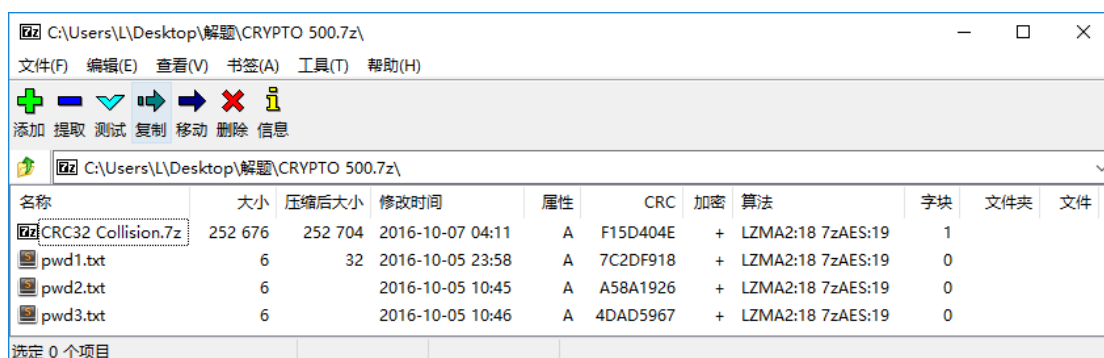 C:\Users\L\Desktop\解题\CRYPTO 500.7z\
文件(F) 编辑(E) 查看(V) 书签(A) 工具(T) 帮助(H)
添加 提取 测试 复制 移动 删除 信息
C:\Users\L\Desktop\解题\CRYPTO 500.7z\
名称 大小 压缩后大小 修改时间 属性 CRC 加密 算法 字块 文件夹 文件
CRC32 Collision.7z 252 676 252 704 2016-10-07 04:11 A F15D404E + LZMA2:18 7zAES:19 1
pwd1.txt 6 32 2016-10-05 23:58 A 7C2DF918 + LZMA2:18 7zAES:19 0
pwd2.txt 6 2016-10-05 10:45 A A58A1926 + LZMA2:18 7zAES:19 0
pwd3.txt 6 2016-10-05 10:46 A 4DAD5967 + LZMA2:18 7zAES:19 0
选定 0 个项目